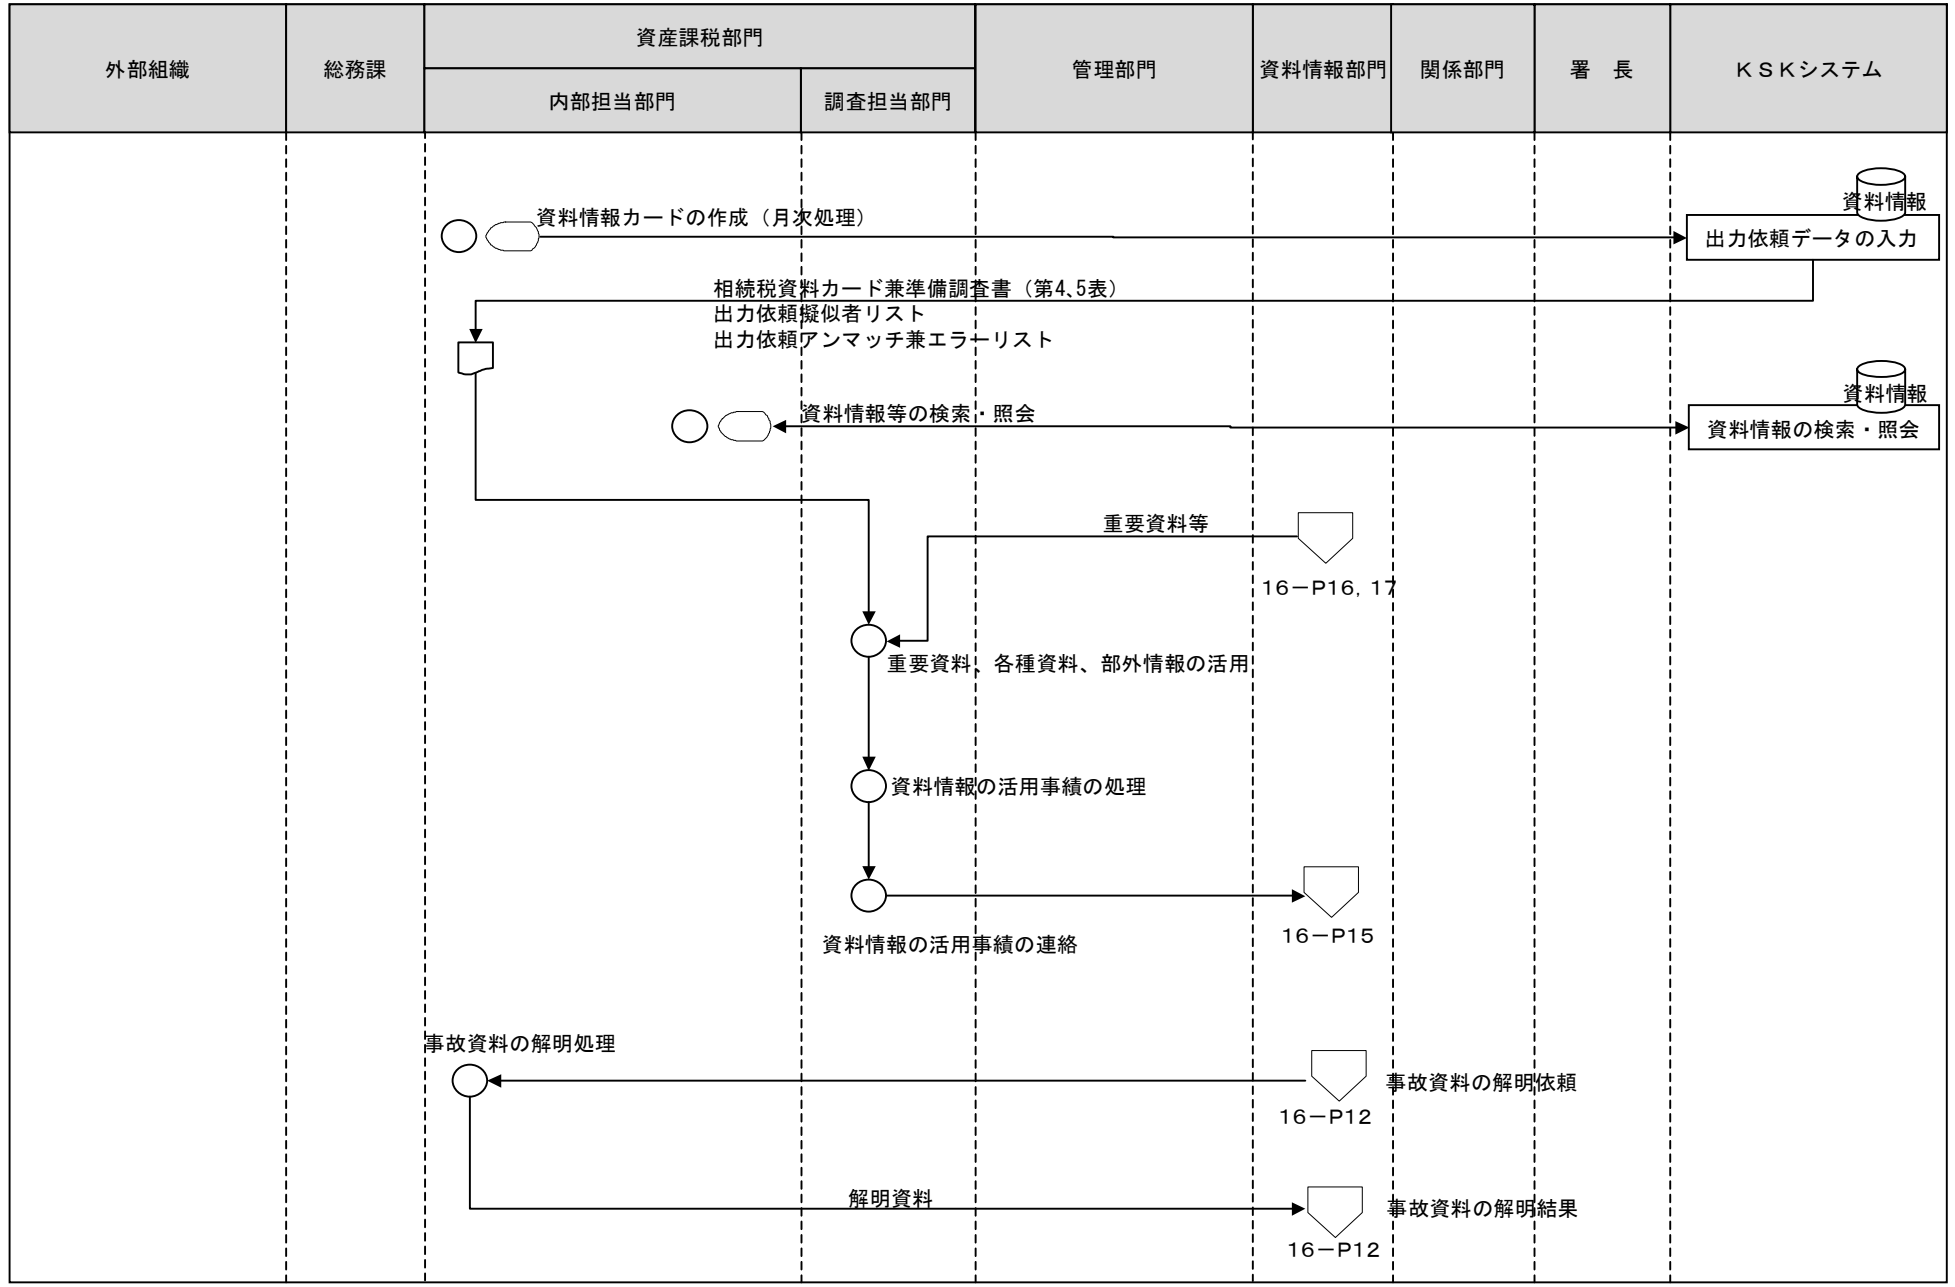 外部組織
総務課
資産課税部門
内部担当部門
調査担当部門
管理部門
資料情報部門
関係部門
署　長
ＫＳＫシステム
資料情報カードの作成（月次処理）
資料情報
出力依頼データの入力
相続税資料カード兼準備調査書（第4、5表）
出力依頼擬似者リスト
出力依頼アンマッチ兼エラーリスト
資料情報等の検索・照会
資料情報
資料情報の検索・照会
重要資料等
16－P16，17
重要資料、各種資料、部外情報の活用
資料情報の活用事績の処理
16－P15
資料情報の活用事績の連絡
事故資料の解明処理
事故資料の解明依頼
16－P12
解明資料
事故資料の解明結果
16－P12